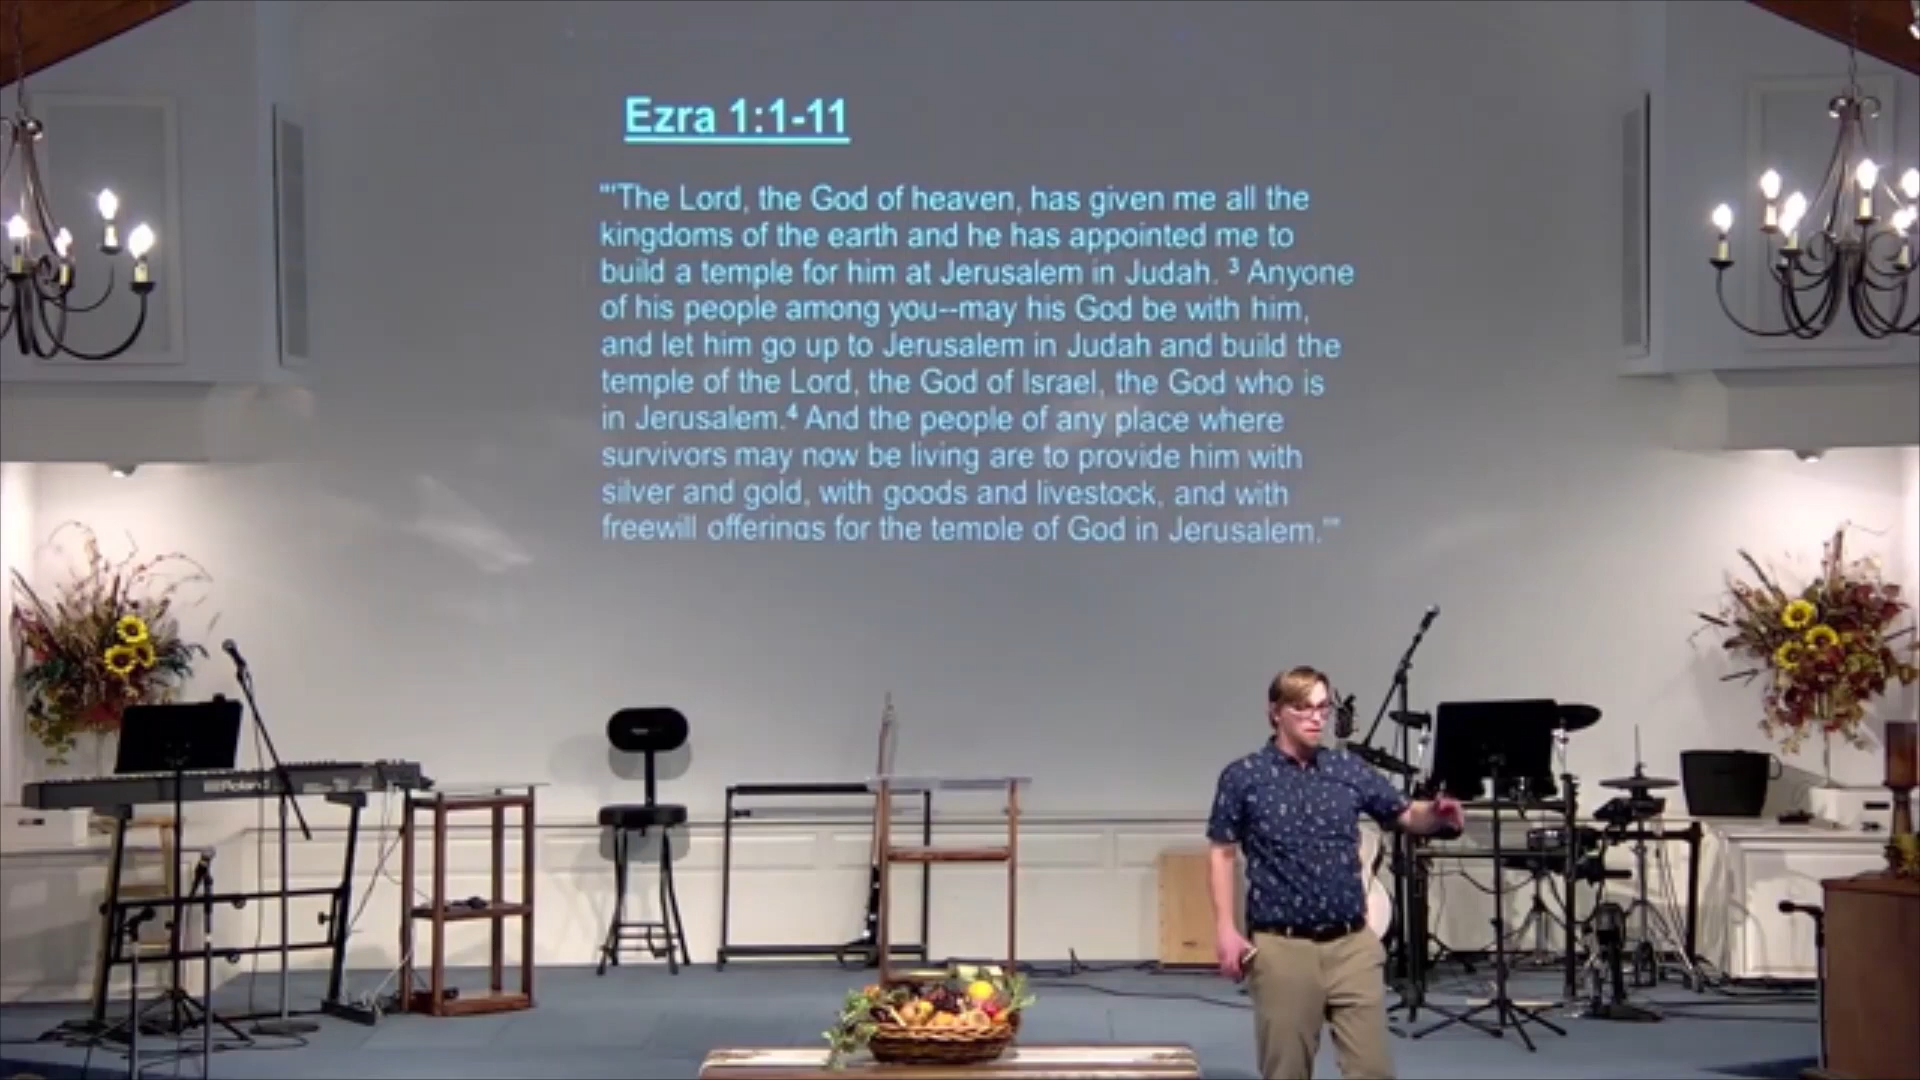 Ezra 1:1-11
"'The Lord, the God of heaven, has given me all the
kingdoms of the earth and he has appointed me to
build a temple for him at Jerusalem in Judah. ³ Anyone
of his people among you--may his God be with him,
and let him go up to Jerusalem in Judah and build the
temple of the Lord, the God of Israel, the God who is
in Jerusalem.⁴ And the people of any place where
survivors may now be living are to provide him with
silver and gold, with goods and livestock, and with
freewill offerings for the temple of God in Jerusalem.'"
Roland